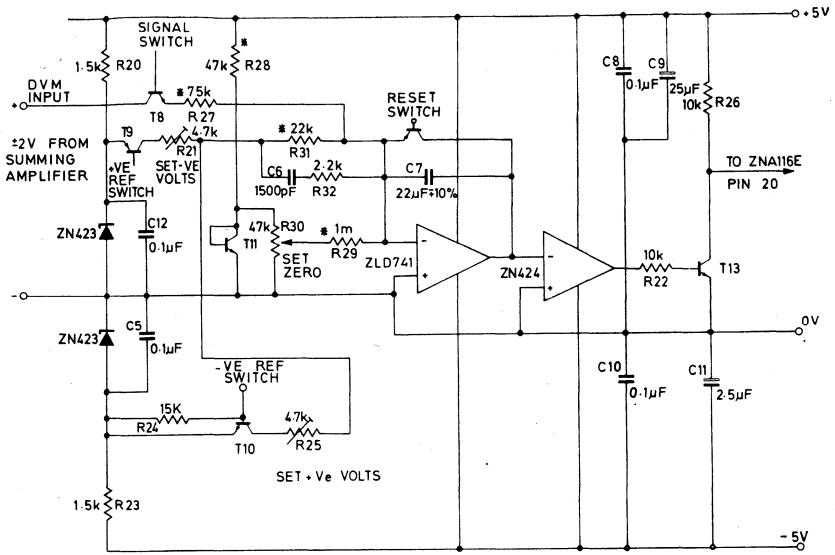 +5V
SIGNAL
SWITCH
1.5k R20
*
47k R28
C8
0.1µF
C9
25µF
10k R26
DVM
INPUT
+
* 75k
R27
T8
RESET
SWITCH
±2V FROM
SUMMING
AMPLIFIER
T9
4.7k
R21
SET-VE
VOLTS
+VE
REF
SWITCH
* 22k
R31
C6
1500pF
2.2k
R32
C7
22µF∓10%
TO ZNA116E
PIN 20
ZN423
C12
0.1µF
T11
47k R30
SET
ZERO
* 1m
R29
−
+
ZLD741
−
+
ZN424
10k
R22
T13
−
0V
ZN423
C5
0.1µF
-VE REF
SWITCH
C10
0.1µF
C11
2.5µF
15K
R24
T10
4.7k
R25
SET + Ve VOLTS
1.5k R23
-5V